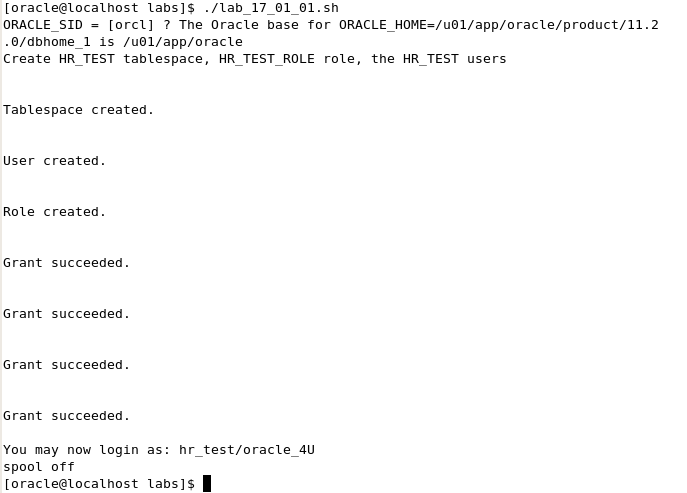 [oracle@localhost labs]$ ./lab_17_01_01.sh
ORACLE_SID = [orcl] ? The Oracle base for ORACLE_HOME=/u01/app/oracle/product/11.2
.0/dbhome_1 is /u01/app/oracle
Create HR_TEST tablespace, HR_TEST_ROLE role, the HR_TEST users
Tablespace created.
User created.
Role created.
Grant succeeded.
Grant succeeded.
Grant succeeded.
Grant succeeded.
You may now login as: hr_test/oracle_4U
spool off
[oracle@localhost labs]$